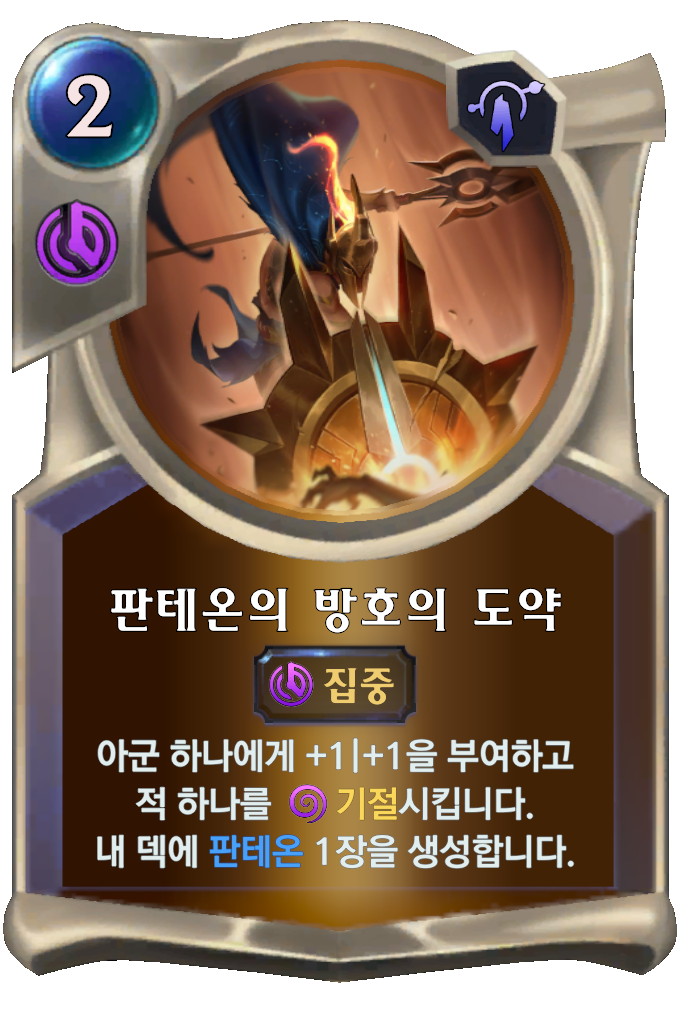 2
판테온의 방호의 도약
집중
아군 하나에게 +1|+1을 부여하고
적 하나를 기절시킵니다.
내 덱에 판테온 1장을 생성합니다.